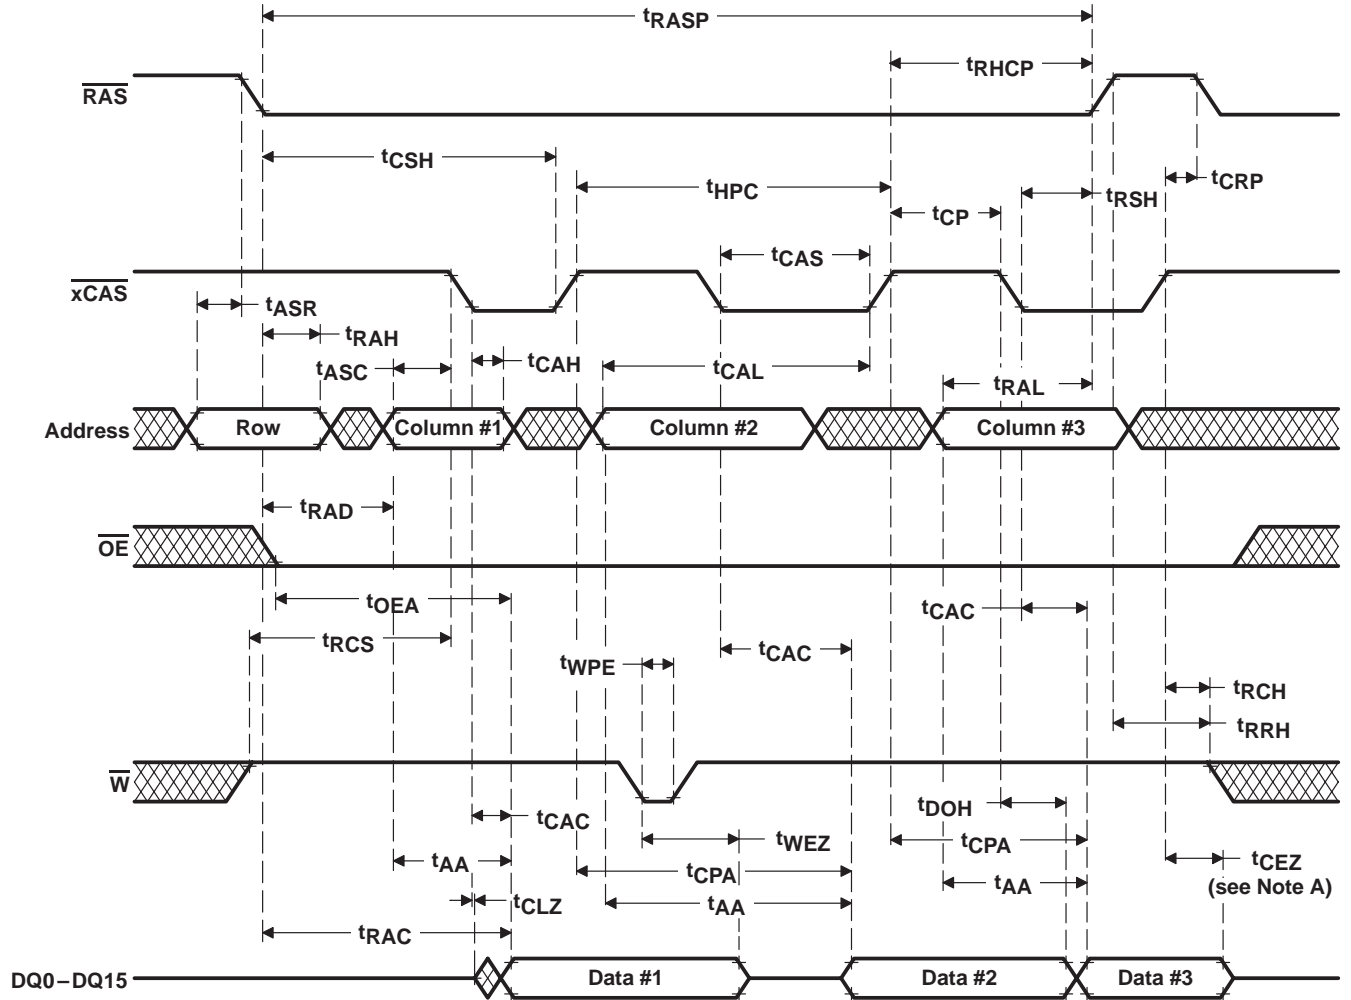 tRASP
tRHCP
RAS
tCSH
tHPC
tCRP
tRSH
tCP
tCAS
xCAS
tASR
tRAH
tCAH
tASC
tCAL
tRAL
Address
Row
Column #1
Column #2
Column #3
tRAD
OE
tOEA
tCAC
tRCS
tCAC
tWPE
tRCH
tRRH
W
tDOH
tCAC
tWEZ
tCPA
tAA
tCPA
tCEZ
(see Note A)
tAA
tCLZ
tAA
tRAC
DQ0–DQ15
Data #1
Data #2
Data #3